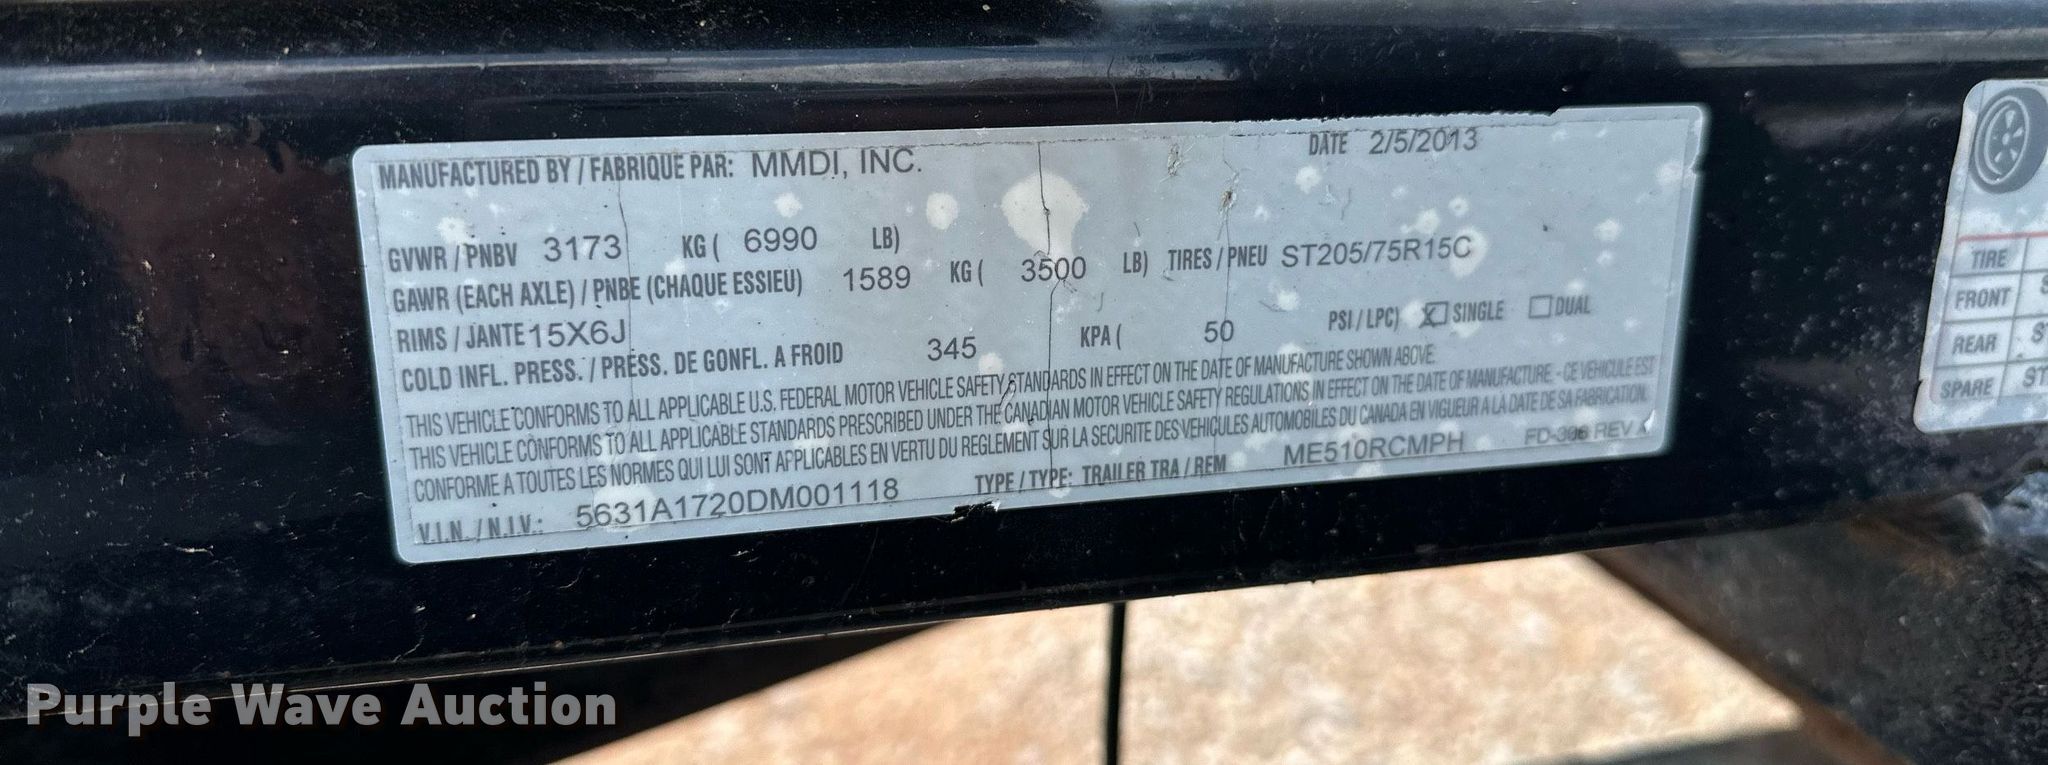 MANUFACTURED BY / FABRIQUE PAR: MMDI, INC. DATE 2/5/2013
GVWR / PNBV 3173 KG ( 6990 LB)
GAWR (EACH AXLE) / PNBE (CHAQUE ESSIEU) 1589 KG ( 3500 LB) TIRES / PNEU ST205/75R15C
RIMS / JANTE 15X6J
COLD INFL. PRESS. / PRESS. DE GONFL. A FROID 345 KPA ( 50 PSI / LPC) X SINGLE DUAL
THIS VEHICLE CONFORMS TO ALL APPLICABLE U.S. FEDERAL MOTOR VEHICLE SAFETY STANDARDS IN EFFECT ON THE DATE OF MANUFACTURE SHOWN ABOVE.
THIS VEHICLE CONFORMS TO ALL APPLICABLE STANDARDS PRESCRIBED UNDER THE CANADIAN MOTOR VEHICLE SAFETY REGULATIONS IN EFFECT ON THE DATE OF MANUFACTURE. - CE VEHICULE EST
CONFORME A TOUTES LES NORMES QUI LUI SONT APPLICABLES EN VERTU DU REGLEMENT SUR LA SECURITE DES VEHICULES AUTOMOBILES DU CANADA EN VIGUEUR A LA DATE DE SA FABRICATION.
V.I.N. / N.I.V.: 5631A1720DM001118 TYPE / TYPE: TRAILER TRA / REM ME510RCMPH REV
TIRE
FRONT S
REAR ST
SPARE ST
Purple Wave Auction